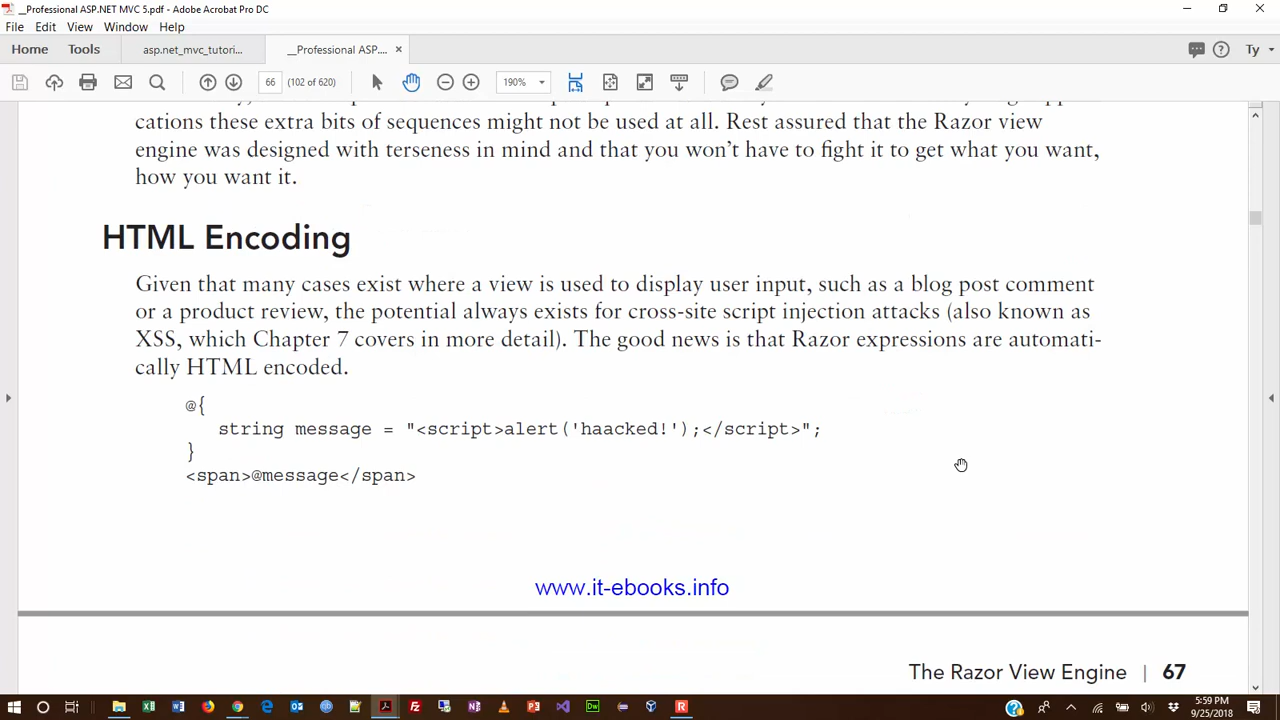 __Professional ASP.NET MVC 5.pdf - Adobe Acrobat Pro DC
File Edit View Window Help
Home Tools asp.net_mvc_tutori... __Professional ASP.... × Ty
66 (102 of 620) 190%
cations these extra bits of sequences might not be used at all. Rest assured that the Razor view
engine was designed with terseness in mind and that you won’t have to fight it to get what you want,
how you want it.
HTML Encoding
Given that many cases exist where a view is used to display user input, such as a blog post comment
or a product review, the potential always exists for cross-site script injection attacks (also known as
XSS, which Chapter 7 covers in more detail). The good news is that Razor expressions are automati-
cally HTML encoded.
@{
string message = "<script>alert('haacked!');</script>";
}
<span>@message</span>
www.it-ebooks.info
The Razor View Engine | 67
5:59 PM
9/25/2018